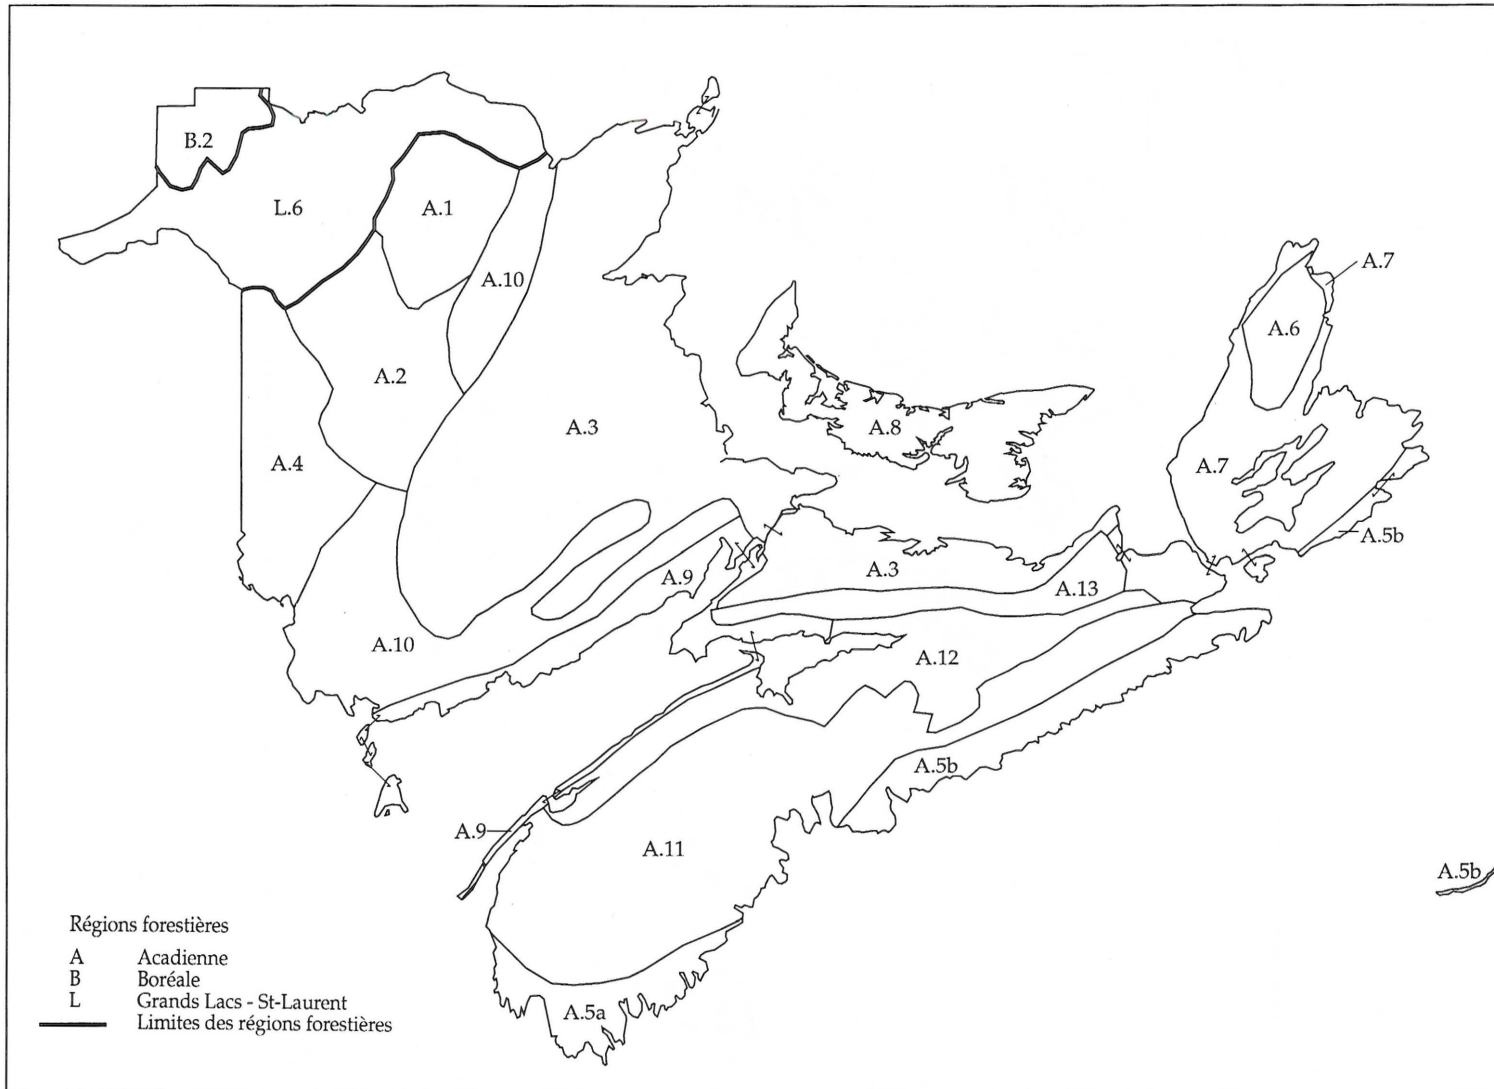 B.2
L.6
A.1
A.10
A.7
A.6
A.2
A.3
A.8
A.4
A.7
A.5b
A.9
A.3
A.13
A.10
A.12
A.5b
A.9
A.11
A.5b
A.5a
Régions forestières
A Acadienne
B Boréale
L Grands Lacs - St-Laurent
Limites des régions forestières